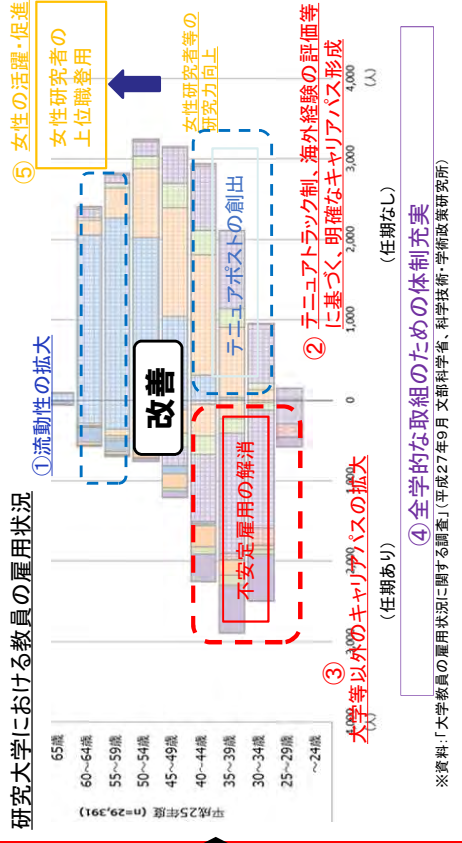 研究大学における教員の雇用状況
①流動性の拡大
⑤ 女性の活躍・促進
女性研究者の
上位職登用
女性研究者等の
研究力向上
平成25年度 (n=29,391)
65歳
60～64歳
55～59歳
50～54歳
45～49歳
40～44歳
35～39歳
30～34歳
25～29歳
～24歳
改善
不安定雇用の解消
テニュアポストの創出
4,000
(人)
3,000
2,000
1,000
0
1,000
2,000
3,000
4,000
(人)
(任期あり)
(任期なし)
② テニュアトラック制、海外経験の評価等
に基づく、明確なキャリアパス形成
③
大学等以外のキャリアパスの拡大
④全学的な取組のための体制充実
※資料:「大学教員の雇用状況に関する調査」(平成27年9月 文部科学省、科学技術・学術政策研究所)